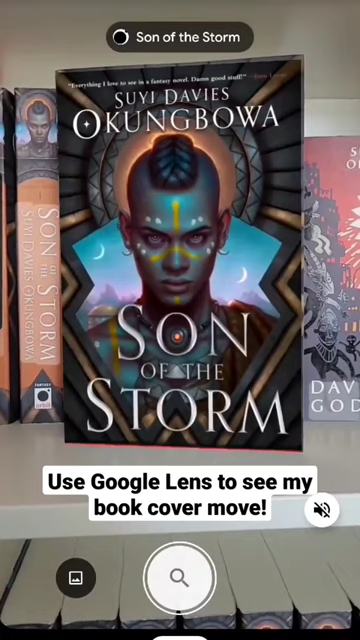 Son of the Storm
"Everything I love to see in a fantasy novel. Damn good stuff!"
SUYI DAVIES
OKUNGBOWA
SON
OF THE
STORM
SON OF THE STORM
SUYI DAVIES OKUNGBOWA
FANTASY
orbit
DAV
GOD
Use Google Lens to see my
book cover move!